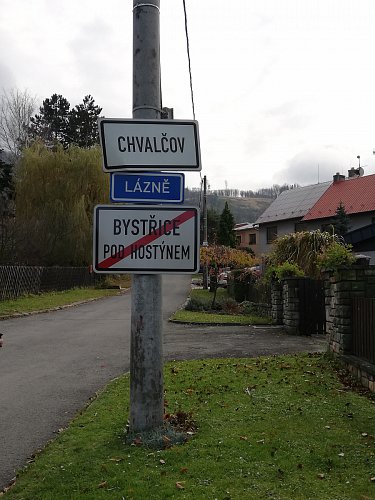 CHVALČOV
LÁZNĚ
BYSTŘICE
POD HOSTÝNEM